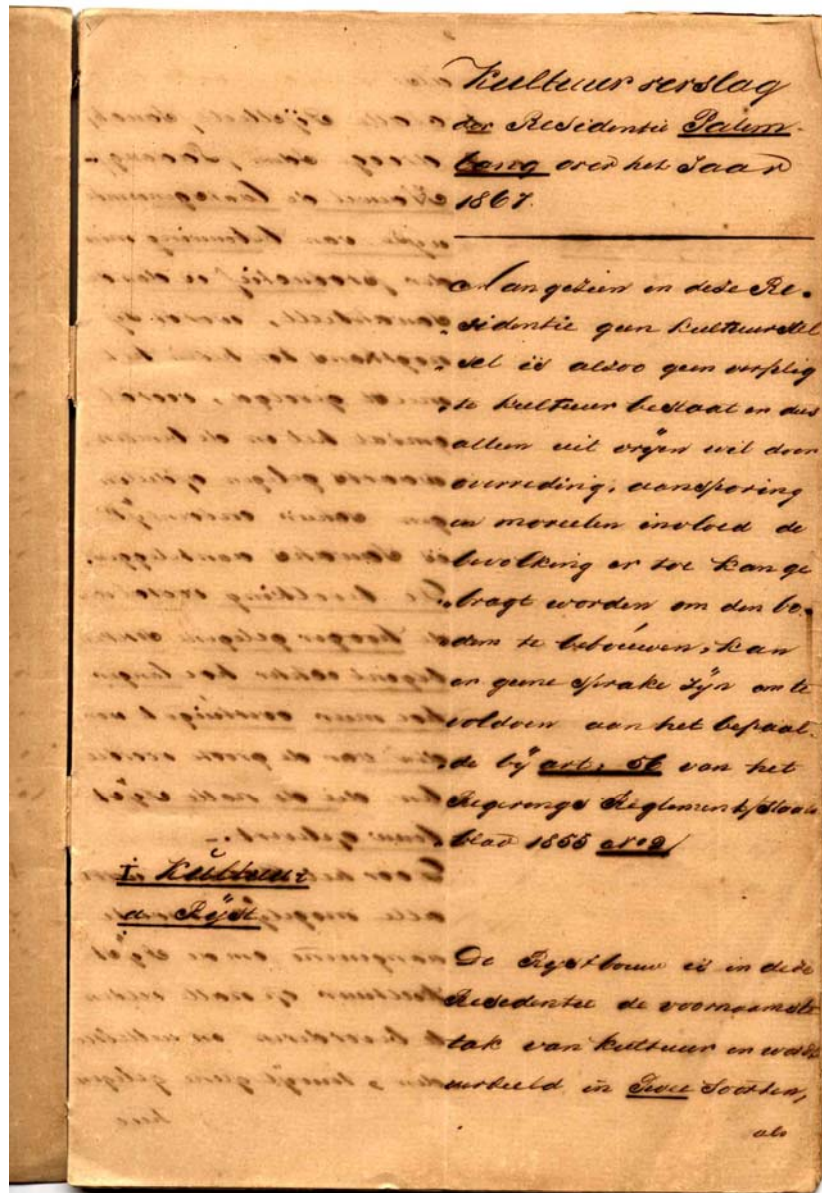 Kultuur verslag
der Residentie Palem-
bang over het Jaar
1867.
Aangezien in deze Re-
sidentie geen kultuurstel
sel is alzoo geen verplig
te kultuur bestaat en dus
alleen uit vrijen wil door
overreding, aansporing
en moreelen invloed de
bevolking er toe kan ge
bragt worden om den bo-
dem te bebouwen, kan
er geene sprake zijn om te
voldoen aan het bepaal-
de bij art: 56 van het
Regerings Reglement /Staats
blad 1855 No 2/
I Kultuur
a. Rijst
De Rijstbouw is in deze
Residentie de voornaamste
tak van kultuur en wordt
verdeeld in Twee Soorten,
als